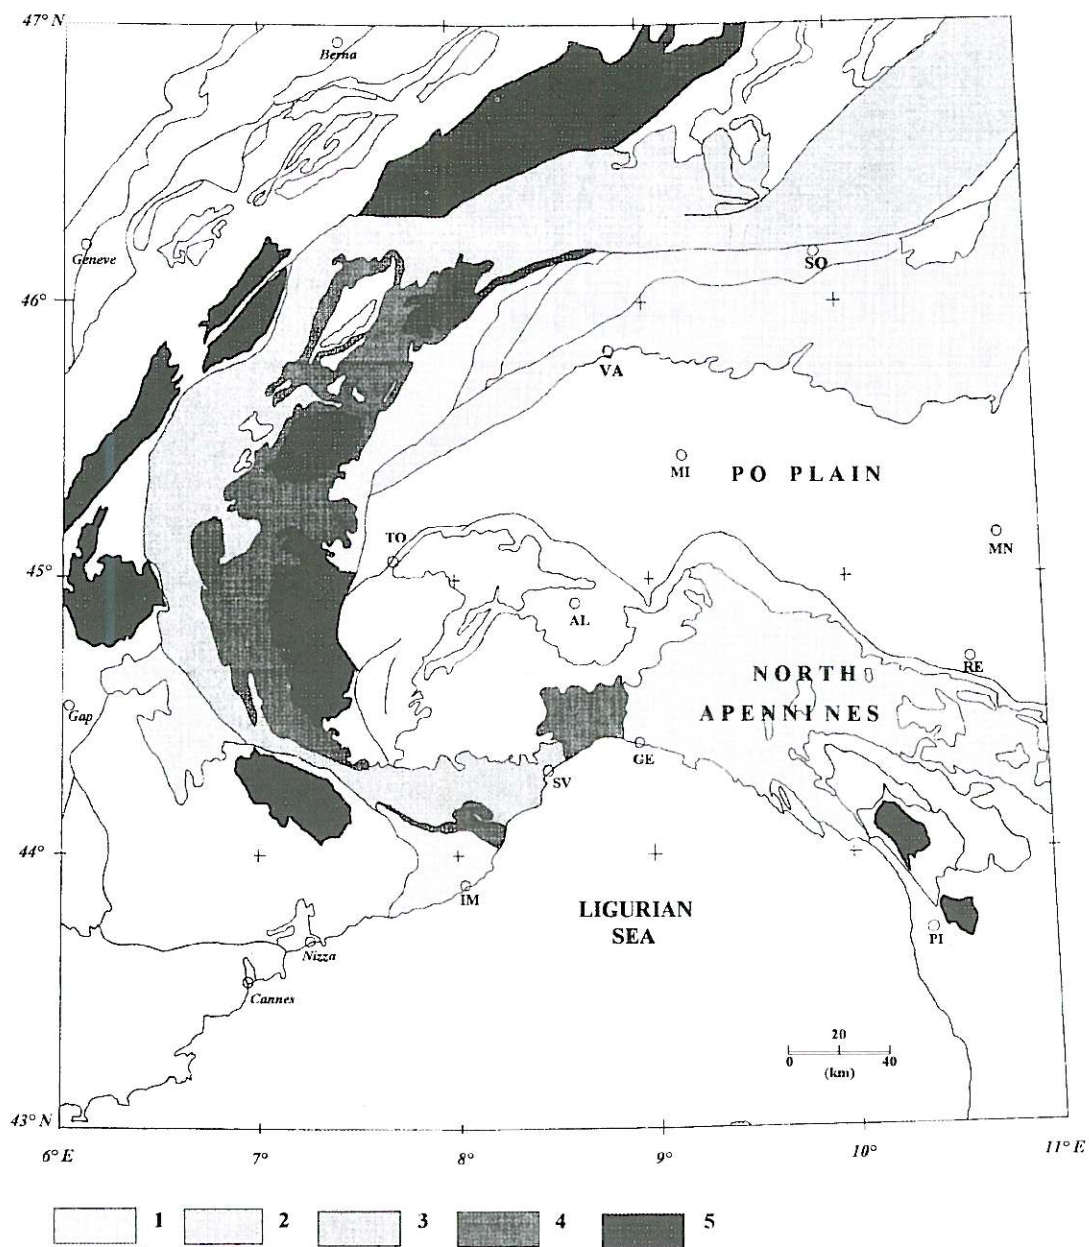 47° N
Berna
Geneve
46°
SO
VA
MI
PO PLAIN
TO
MN
45°
AL
RE
NORTH
APENNINES
Gap
GE
SV
44°
IM
LIGURIAN
SEA
PI
Nizza
Cannes
20
0 40
(km)
43° N
6° E 7° 8° 9° 10° 11° E
1 2 3 4 5